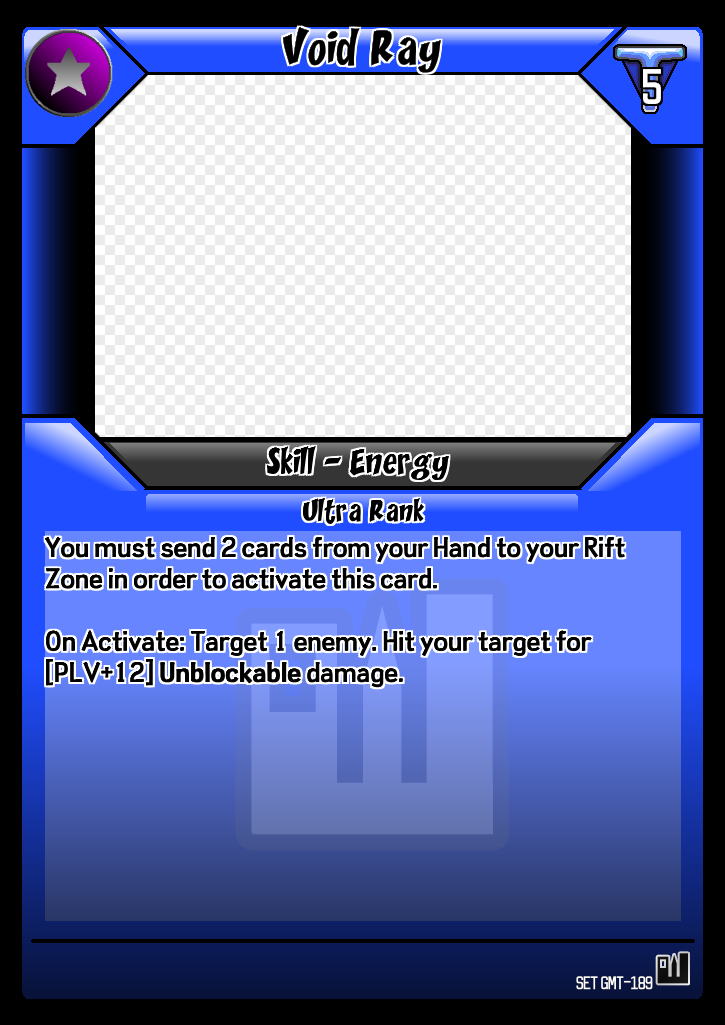 Void Ray
5
Skill - Energy
Ultra Rank
You must send 2 cards from your Hand to your Rift
Zone in order to activate this card.
On Activate: Target 1 enemy. Hit your target for
[PLV+12] Unblockable damage.
SET GMT-189